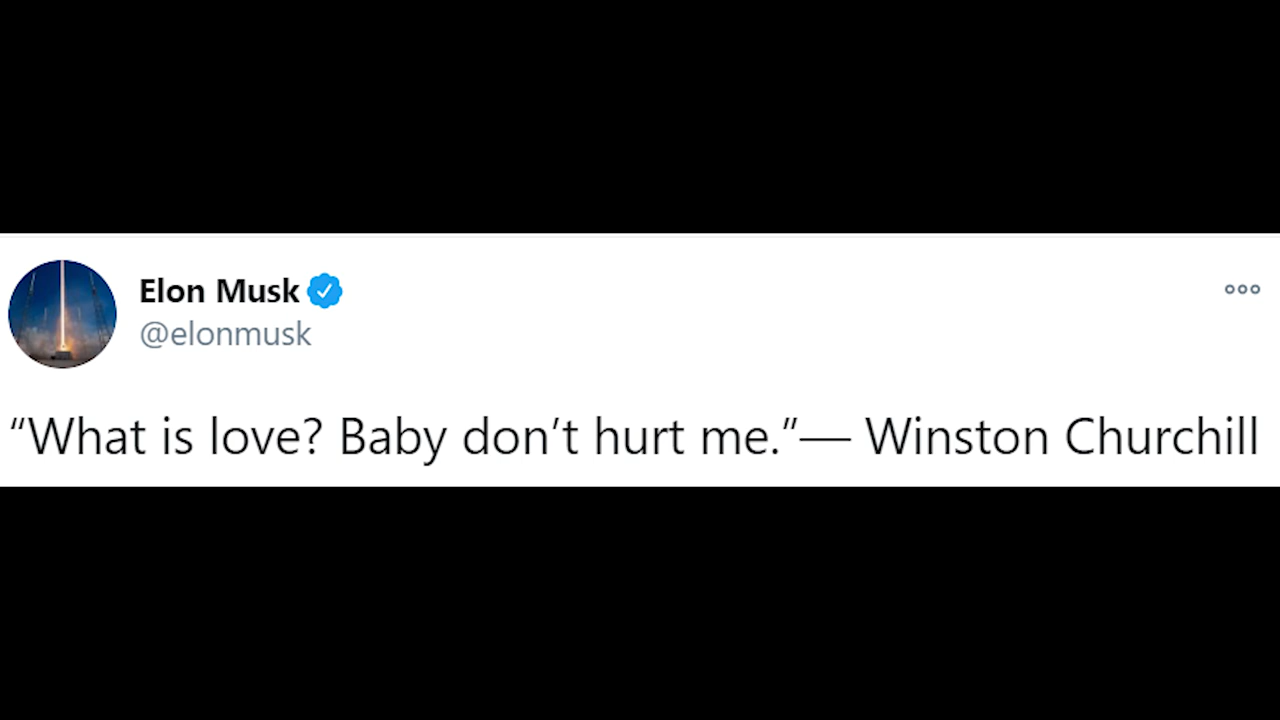 Elon Musk
@elonmusk
“What is love? Baby don’t hurt me.”— Winston Churchill